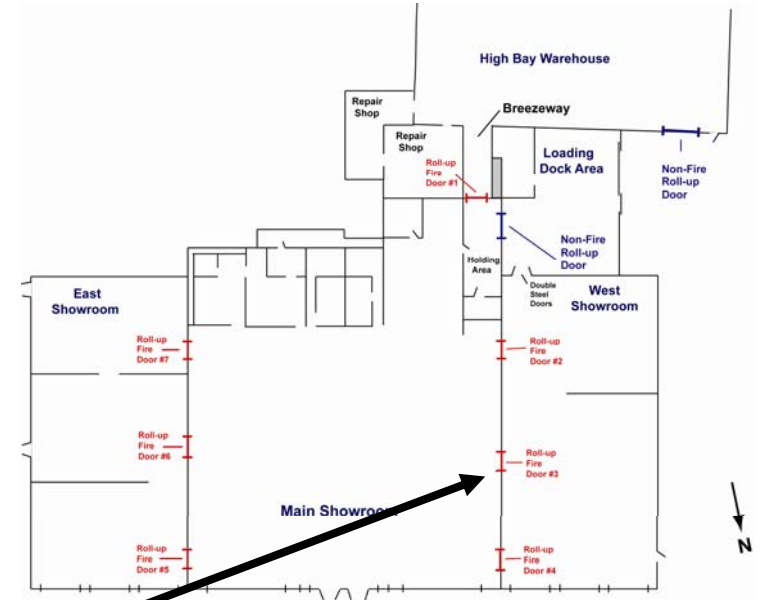 High Bay Warehouse
Repair
Shop
Breezeway
Repair
Shop
Roll-up
Fire
Door #1
Loading
Dock Area
Non-Fire
Roll-up
Door
Non-Fire
Roll-up
Door
Holding
Area
Double
Steel
Doors
East
Showroom
West
Showroom
Roll-up
Fire
Door #7
Roll-up
Fire
Door #2
Roll-up
Fire
Door #6
Roll-up
Fire
Door #3
Main Showroom
Roll-up
Fire
Door #5
Roll-up
Fire
Door #4
N